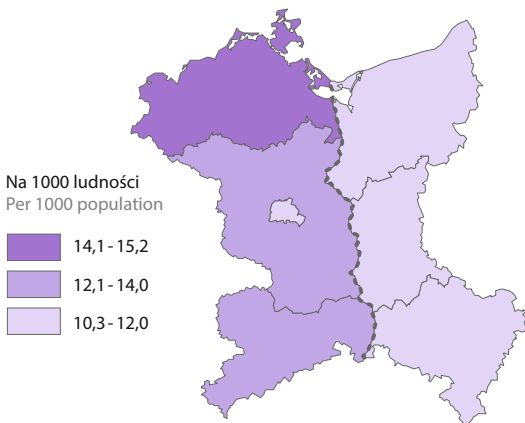 Na 1000 ludności
Per 1000 population
14,1 - 15,2
12,1 - 14,0
10,3 - 12,0